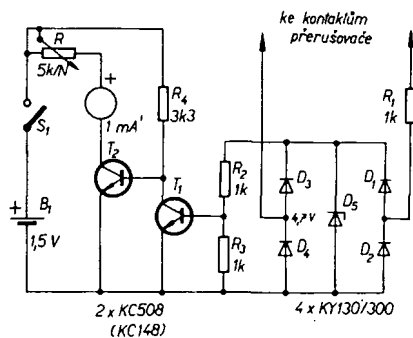 ke kontaktům
přerušovače
R
5k/N
+
1 mA
R4
3k3
R1
1k
S1
T2
T1
R2
1k
D3
D5
D1
4,7V
+
B1
1,5 V
R3
1k
D4
D2
2 x KC508
(KC148)
4 x KY130/300